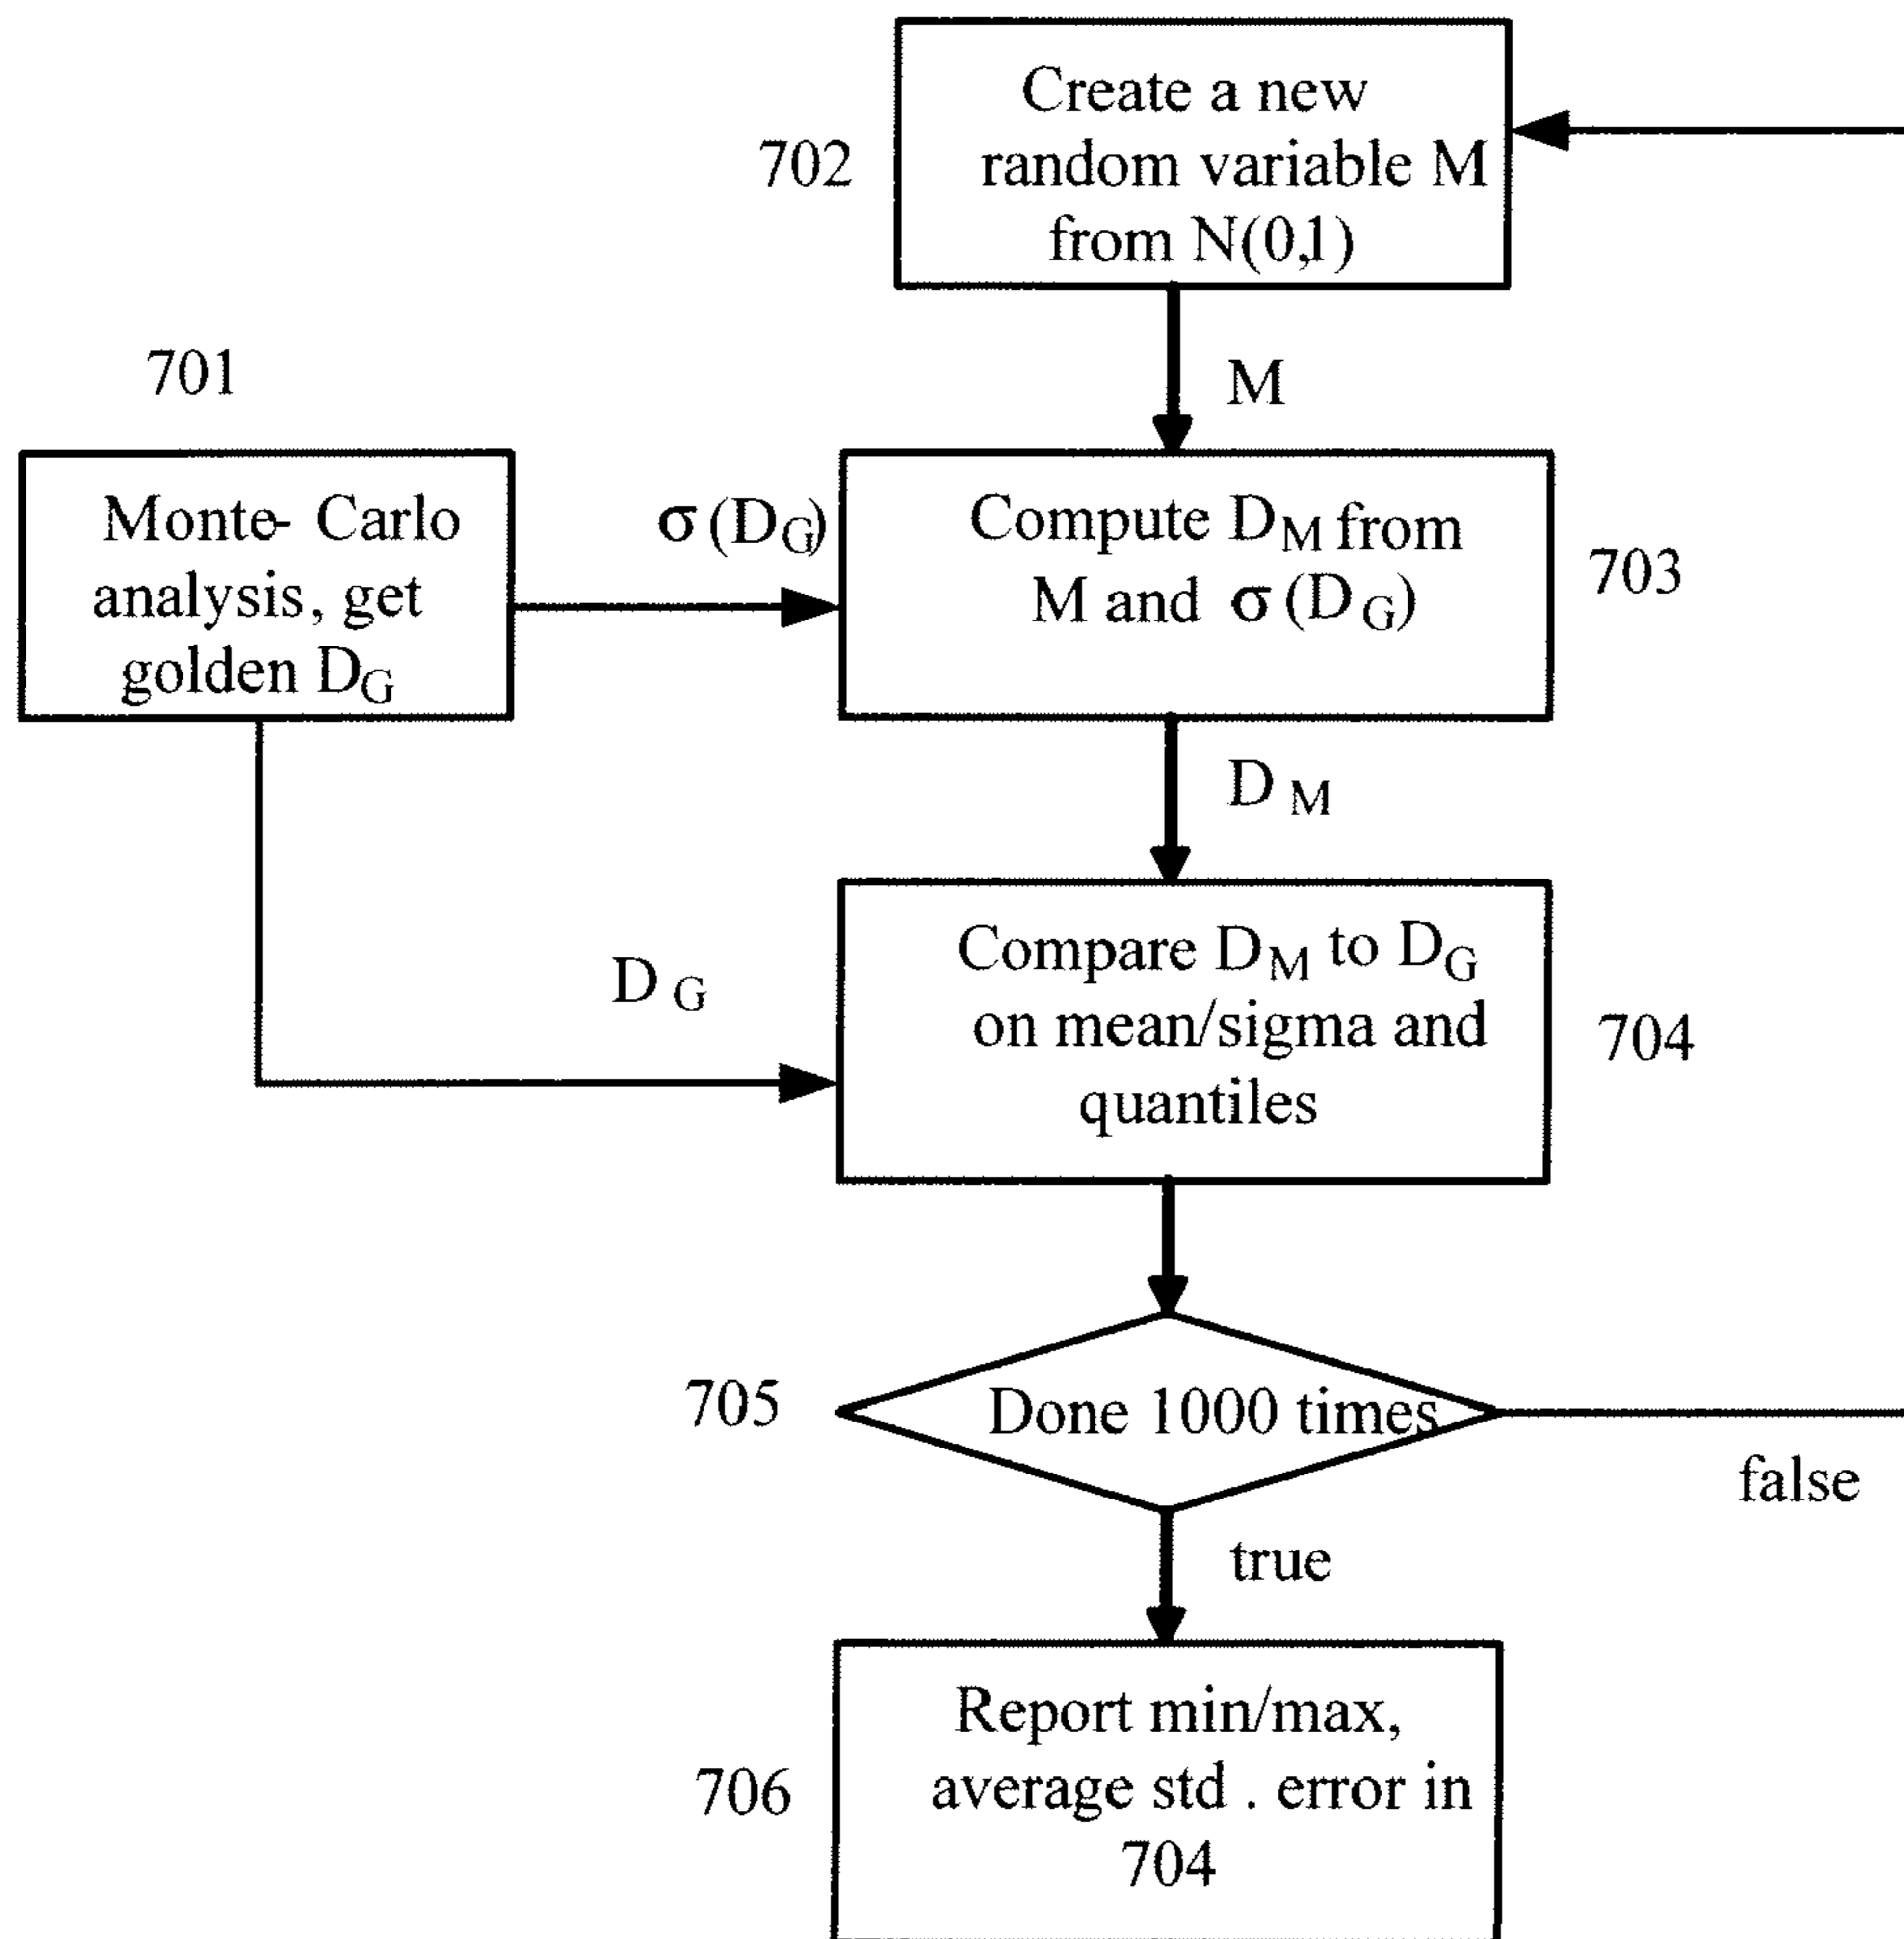 Create a new
random variable M
from N(0,1)
702
M
701
Monte- Carlo
analysis, get
golden DG
σ(DG)
Compute DM from
M and σ(DG)
703
DM
DG
Compare DM to DG
on mean/sigma and
quantiles
704
705
Done 1000 times
false
true
706
Report min/max,
average std . error in
704